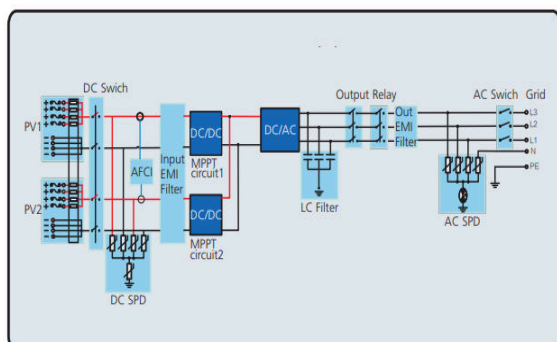 DC Swich
PV1
PV2
AFCI
DC SPD
Input
EMI
Filter
DC/DC
MPPT
circuit1
DC/DC
MPPT
circuit2
DC/AC
LC Filter
Output Relay
Out
EMI
Filter
AC Swich
Grid
L3
L2
L1
N
PE
AC SPD